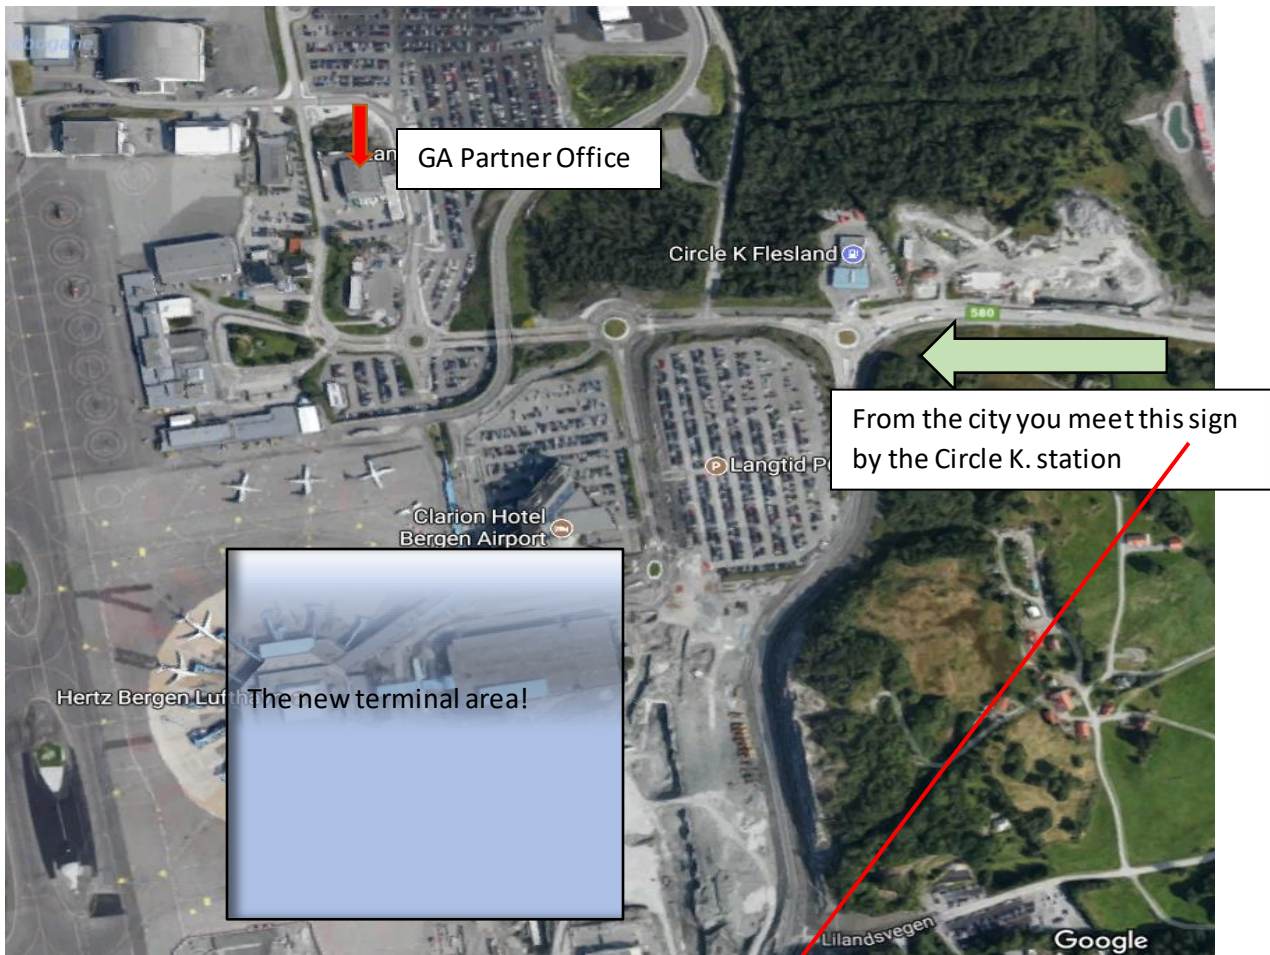 GA Partner Office
Circle K Flesland
580
From the city you meet this sign
by the Circle K. station
Langtid P
Clarion Hotel
Bergen Airport
Hertz Bergen Luft
The new terminal area!
Lilandsvegen
Google